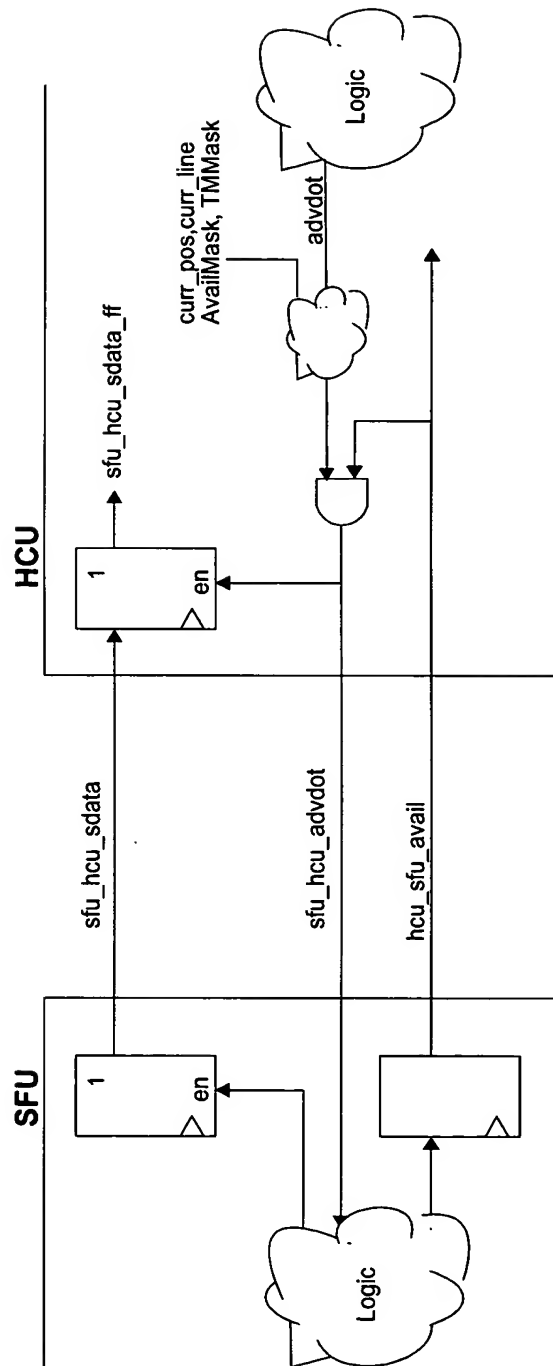 SFU
HCU
1
en
sfu_hcu_sdata
1
en
sfu_hcu_sdata_ff
curr_pos,curr_line
AvailMask, TMMask
Logic
sfu_hcu_advdot
advdot
Logic
hcu_sfu_avail